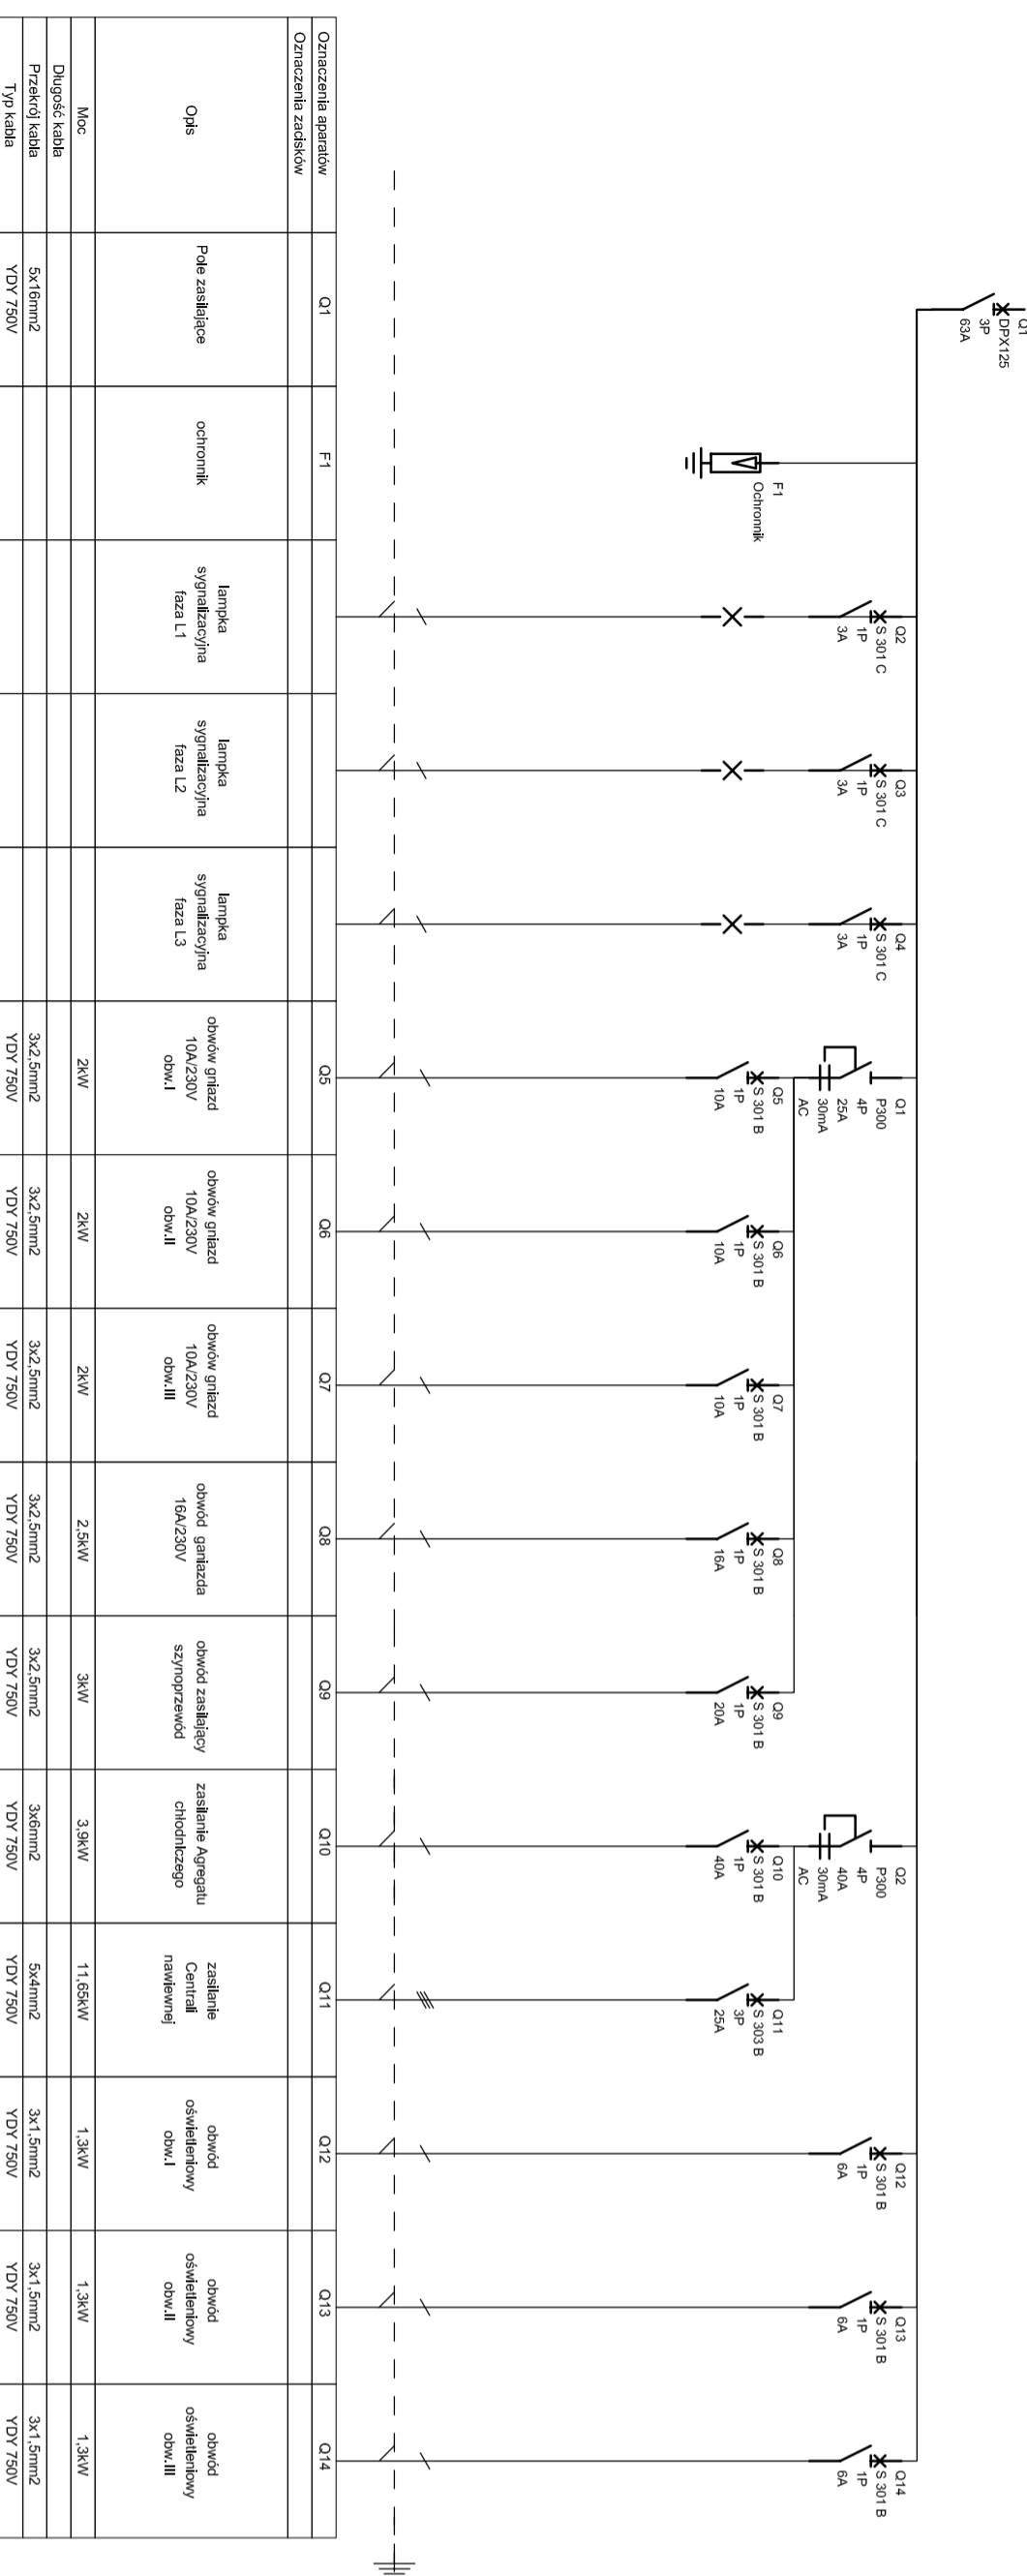 Q1
DPX125
3P
63A
F1
Ochronnik
Q2
S 301 C
1P
3A
Q3
S 301 C
1P
3A
Q4
S 301 C
1P
3A
Q1
P300
4P
25A
30mA
AC
Q5
S 301 B
1P
10A
Q6
S 301 B
1P
10A
Q7
S 301 B
1P
10A
Q8
S 301 B
1P
16A
Q9
S 301 B
1P
20A
Q2
P300
4P
40A
30mA
AC
Q10
S 301 B
1P
40A
Q11
S 303 B
3P
25A
Q12
S 301 B
1P
6A
Q13
S 301 B
1P
6A
Q14
S 301 B
1P
6A
Oznaczenia aparatów Q1 F1 Q5 Q6 Q7 Q8 Q9 Q10 Q11 Q12 Q13 Q14
Oznaczenia zacisków
Opis
Pole zasilające
ochronnik
lampka
sygnalizacyjna
faza L1
lampka
sygnalizacyjna
faza L2
lampka
sygnalizacyjna
faza L3
obwów gniazd
10A/230V
obw.I
obwów gniazd
10A/230V
obw.II
obwów gniazd
10A/230V
obw.III
obwód ganiazda
16A/230V
obwód zasilający
szynoprzewód
zasilanie Agregatu
chłodniczego
zasilanie
Centrali
nawiewnej
obwód
oświetleniowy
obw.I
obwód
oświetleniowy
obw.II
obwód
oświetleniowy
obw.III
Moc 2kW 2kW 2kW 2,5kW 3kW 3,9kW 11,65kW 1,3kW 1,3kW 1,3kW
Długość kabla
Przekrój kabla 5x16mm2 3x2,5mm2 3x2,5mm2 3x2,5mm2 3x2,5mm2 3x2,5mm2 3x6mm2 5x4mm2 3x1,5mm2 3x1,5mm2 3x1,5mm2
Typ kabla YDY 750V YDY 750V YDY 750V YDY 750V YDY 750V YDY 750V YDY 750V YDY 750V YDY 750V YDY 750V YDY 750V